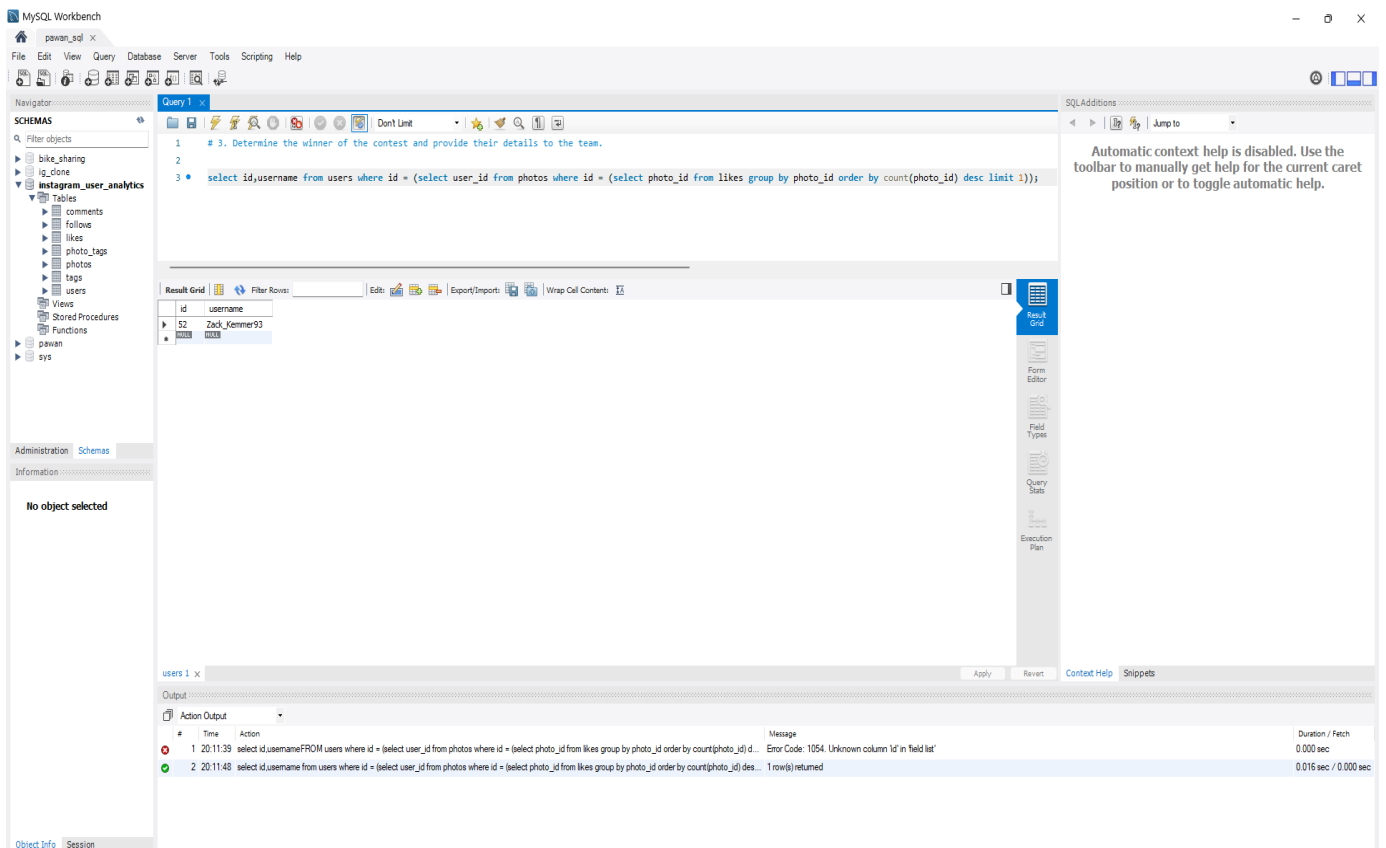 MySQL Workbench
pawan_sql
File Edit View Query Database Server Tools Scripting Help
Navigator
SCHEMAS
Filter objects
bike_sharing
ig_clone
instagram_user_analytics
Tables
comments
follows
likes
photo_tags
photos
tags
users
Views
Stored Procedures
Functions
pawan
sys
Administration Schemas
Information
No object selected
Object Info Session
Query 1
Don't Limit
1 # 3. Determine the winner of the contest and provide their details to the team.
2
3 select id,username from users where id = (select user_id from photos where id = (select photo_id from likes group by photo_id order by count(photo_id) desc limit 1));
Result Grid Filter Rows: Edit: Export/Import: Wrap Cell Content:
id username
52 Zack_Kemmer93
NULL NULL
Result Grid
Form Editor
Field Types
Query Stats
Execution Plan
users 1 Apply Revert
SQLAdditions
Jump to
Automatic context help is disabled. Use the
toolbar to manually get help for the current caret
position or to toggle automatic help.
Context Help Snippets
Output
Action Output
# Time Action Message Duration / Fetch
1 20:11:39 select id,usernameFROM users where id = (select user_id from photos where id = (select photo_id from likes group by photo_id order by count(photo_id) d... Error Code: 1054. Unknown column 'id' in 'field list' 0.000 sec
2 20:11:48 select id,username from users where id = (select user_id from photos where id = (select photo_id from likes group by photo_id order by count(photo_id) des... 1 row(s) returned 0.016 sec / 0.000 sec